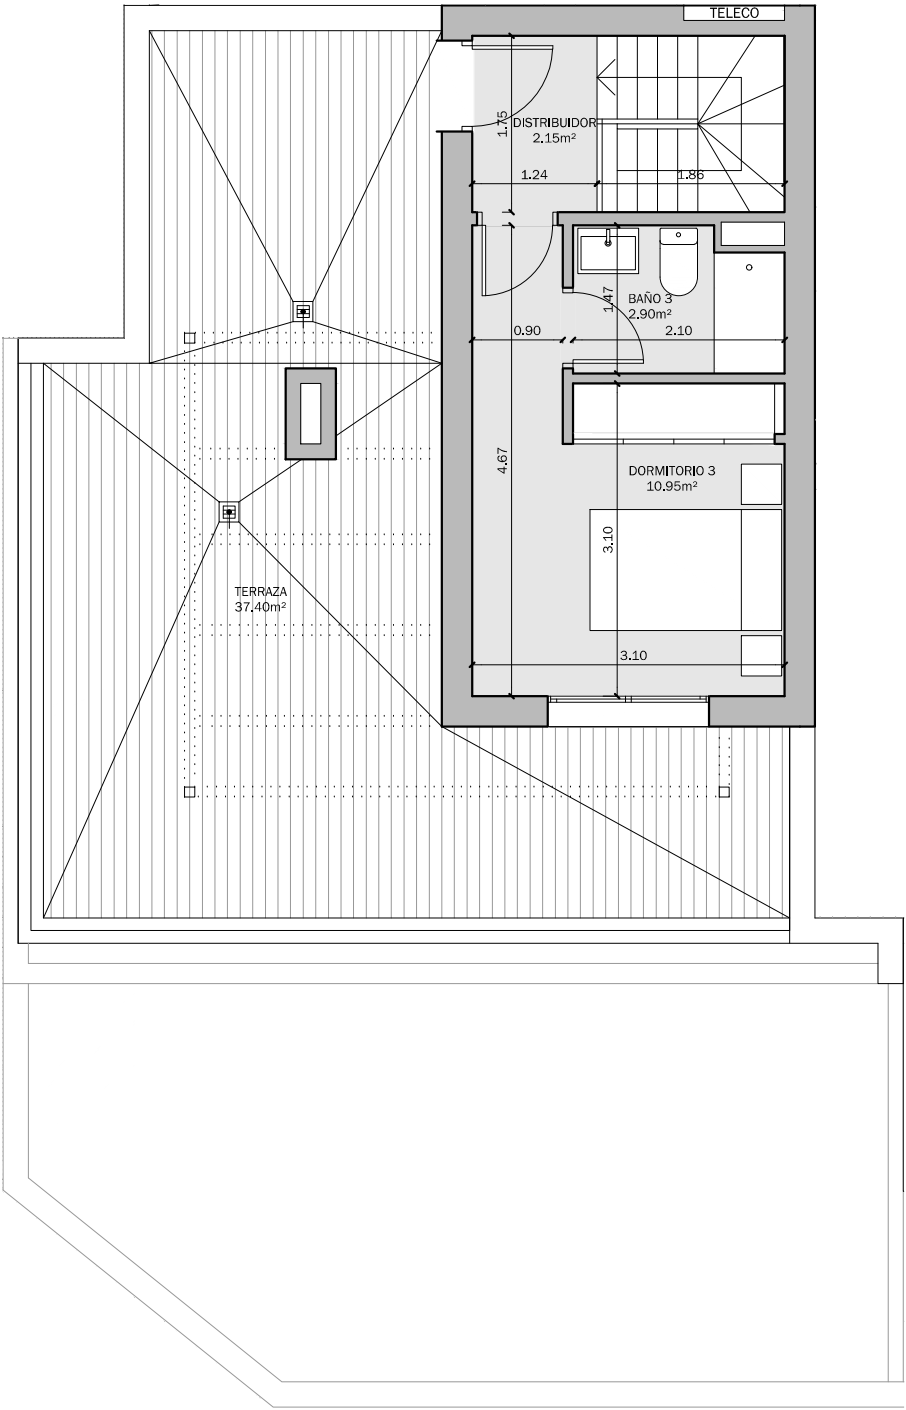 TELECO
1.75
DISTRIBUIDOR
2.15m²
1.24
1.86
1.47
BAÑO 3
2.90m²
0.90
2.10
4.67
DORMITORIO 3
10.95m²
3.10
TERRAZA
37.40m²
3.10